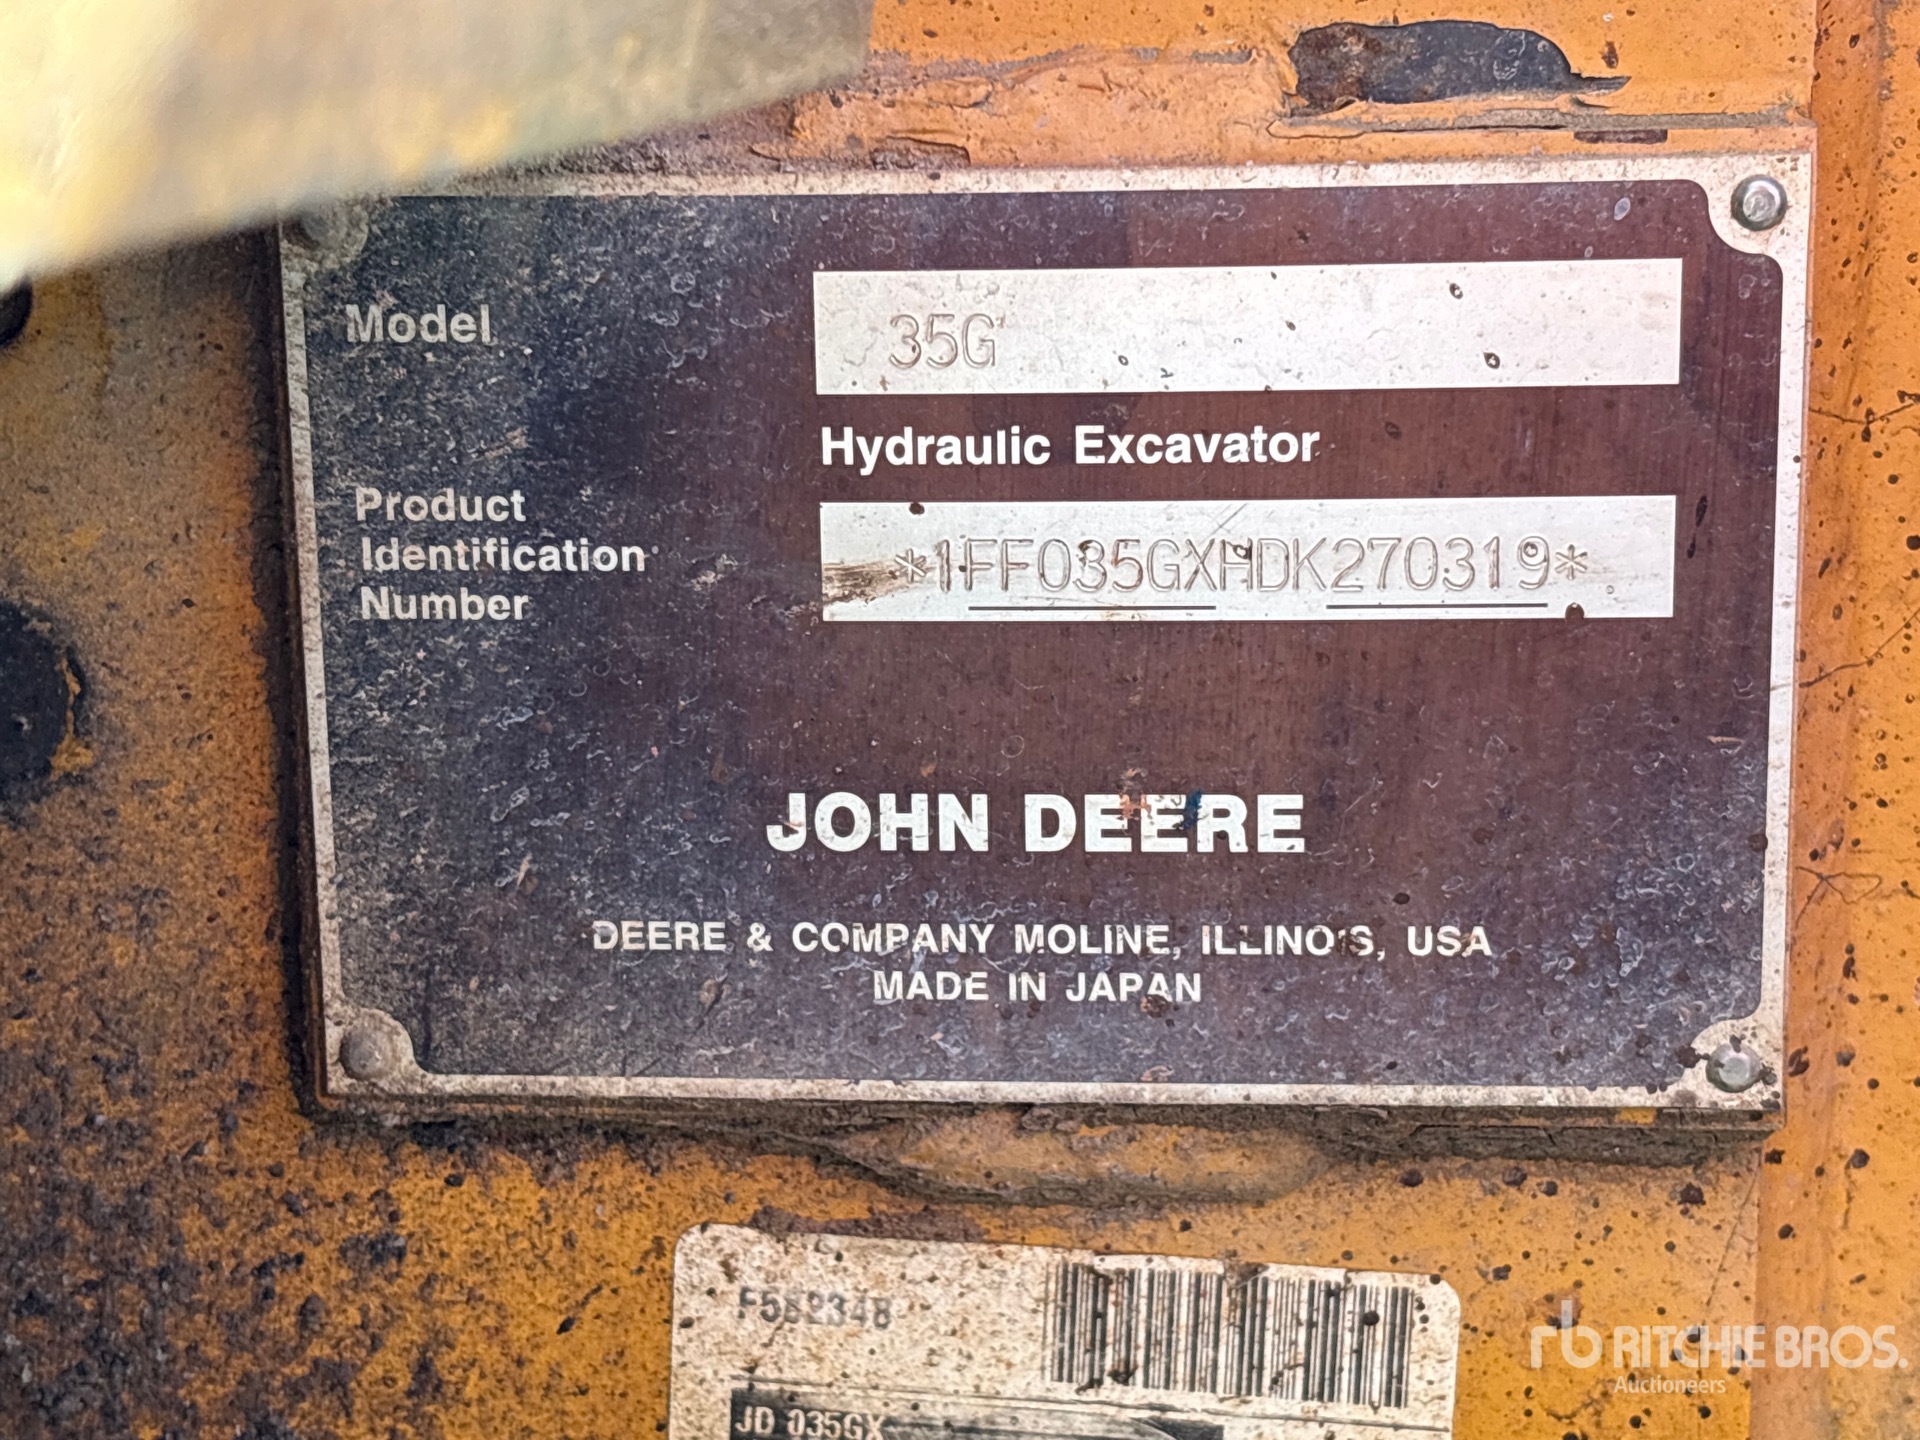 Model
35G
Hydraulic Excavator
Product
Identification
Number
*1FF035GXHDK270319*
JOHN DEERE
DEERE & COMPANY MOLINE, ILLINOIS, USA
MADE IN JAPAN
F582348
JD 035GX
rb RITCHIE BROS.
Auctioneers